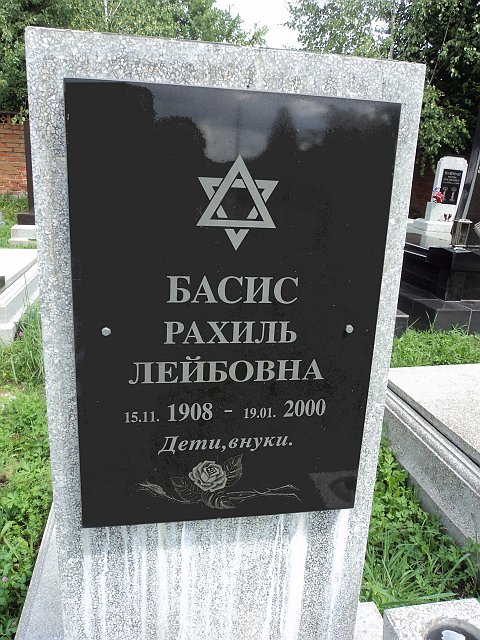 БАСИС
РАХИЛЬ
ЛЕЙБОВНА
15.11. 1908 - 19.01. 2000
Дети, внуки.